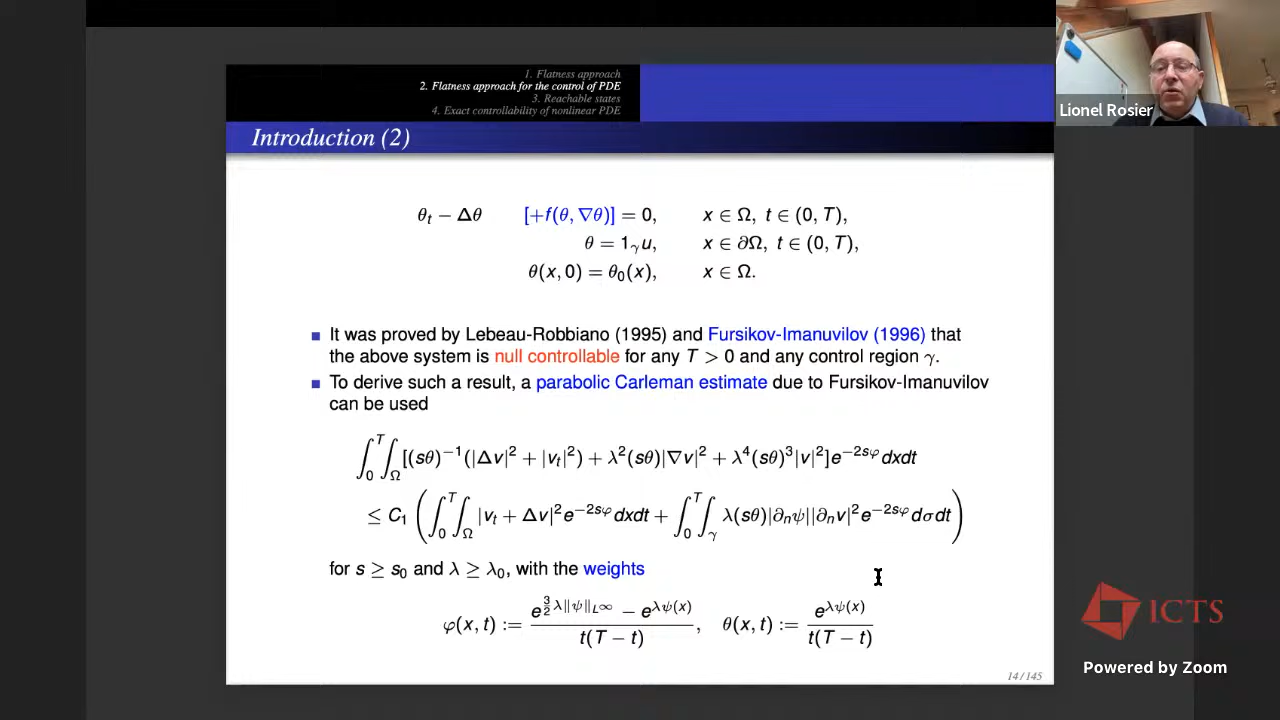 1. Flatness approach
2. Flatness approach for the control of PDE
3. Reachable states
4. Exact controllability of nonlinear PDE
Introduction (2)
Lionel Rosier
θ_t − Δθ [+f(θ, ∇θ)] = 0, x ∈ Ω, t ∈ (0, T),
θ = 1_γ u, x ∈ ∂Ω, t ∈ (0, T),
θ(x, 0) = θ_0(x), x ∈ Ω.
It was proved by Lebeau-Robbiano (1995) and Fursikov-Imanuvilov (1996) that
the above system is null controllable for any T > 0 and any control region γ.
To derive such a result, a parabolic Carleman estimate due to Fursikov-Imanuvilov
can be used
∫_0^T ∫_Ω [(sθ)^{−1}(|Δv|^2 + |v_t|^2) + λ^2(sθ)|∇v|^2 + λ^4(sθ)^3|v|^2]e^{−2sφ}dxdt
≤ C_1 ( ∫_0^T ∫_Ω |v_t + Δv|^2 e^{−2sφ}dxdt + ∫_0^T ∫_γ λ(sθ)|∂_nψ||∂_nv|^2 e^{−2sφ}dσdt )
for s ≥ s_0 and λ ≥ λ_0, with the weights
φ(x, t) := (e^{3/2 λ‖ψ‖_{L^∞}} − e^{λψ(x)}) / (t(T − t)), θ(x, t) := e^{λψ(x)} / (t(T − t))
14 / 145
ICTS
Powered by Zoom